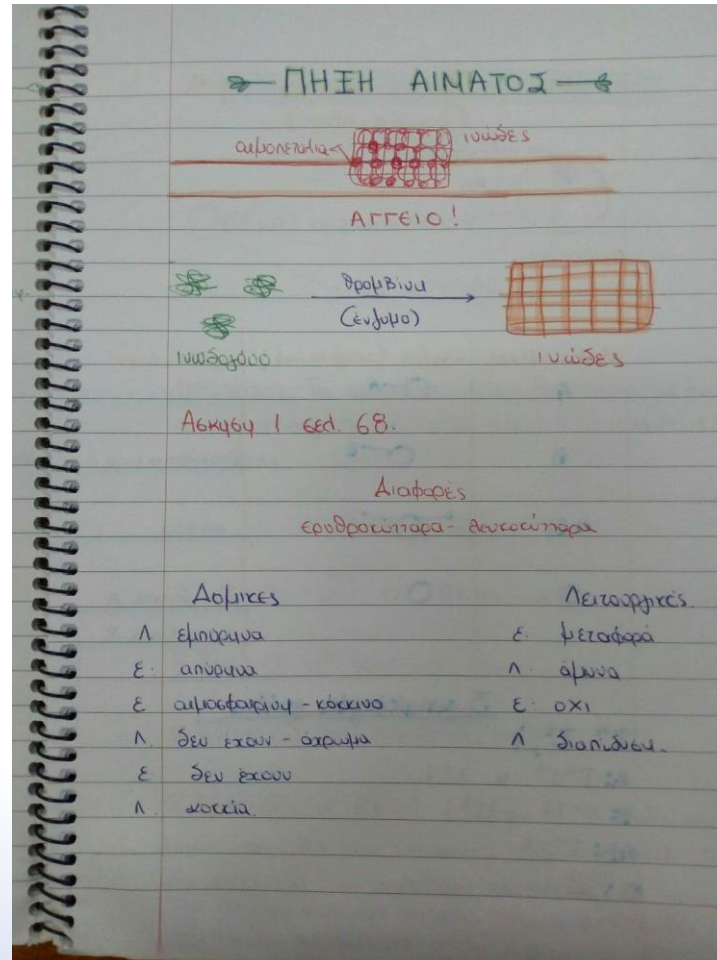 ΠΗΞΗ ΑΙΜΑΤΟΣ
αιμοπετάλια ινώδες
ΑΓΓΕΙΟ!
θρομβίνη
(ένζυμο)
ινωδογόνο ινώδες
Άσκηση 1 σελ. 68.
Διαφορές
ερυθροκύτταρα - λευκοκύτταρα
Δομικές Λειτουργικές.
Λ εμπύρηνα Ε: μεταφορά
Ε: απύρηνα Λ: άμυνα
Ε αιμοσφαιρίνη - κόκκινο Ε: όχι
Λ. δεν έχουν - άχρωμα Λ διαπίδυση.
Ε δεν έχουν
Λ κοκκία.